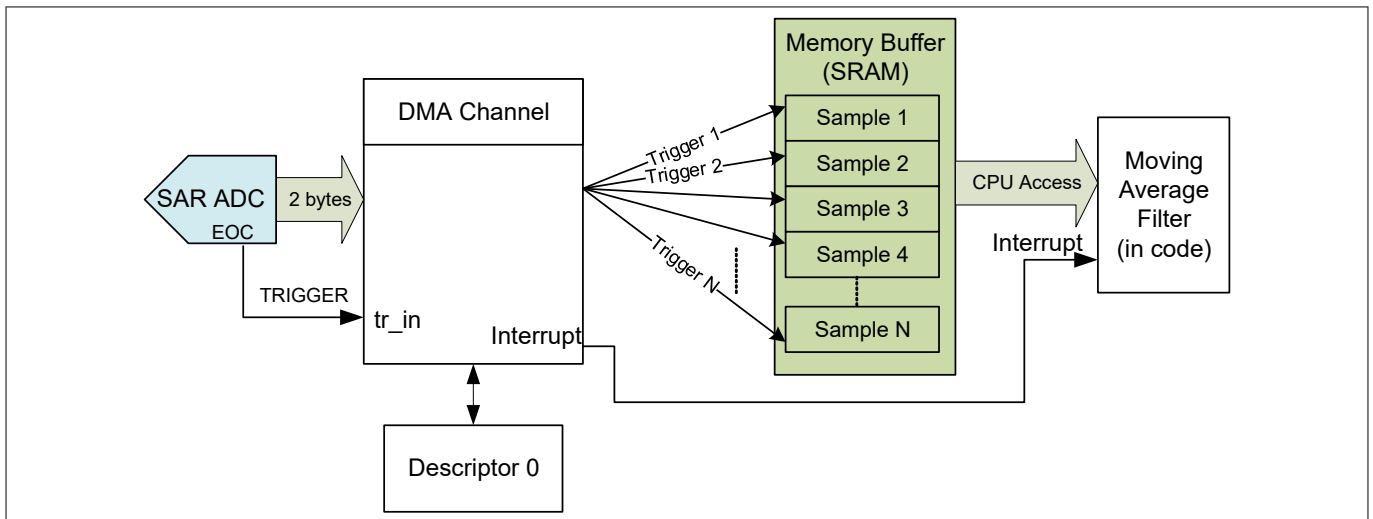 Memory Buffer
(SRAM)
DMA Channel
Sample 1
Trigger 1
Moving
Average
Filter
(in code)
Sample 2
Trigger 2
CPU Access
SAR ADC
2 bytes
EOC
Sample 3
Sample 4
Interrupt
Trigger N
TRIGGER
tr_in
Sample N
Interrupt
Descriptor 0